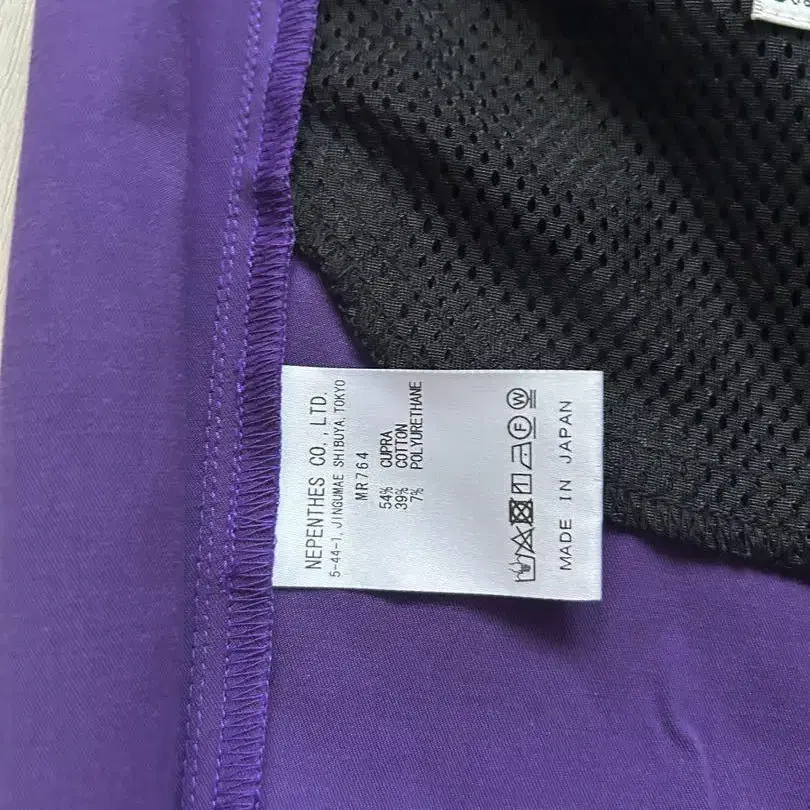 NEPENTHES CO., LTD.
5-44-1, JINGUMAE SHIBUYA, TOKYO
MR764
54% CUPRA
39% COTTON
7% POLYURETHANE
F W
MADE IN JAPAN